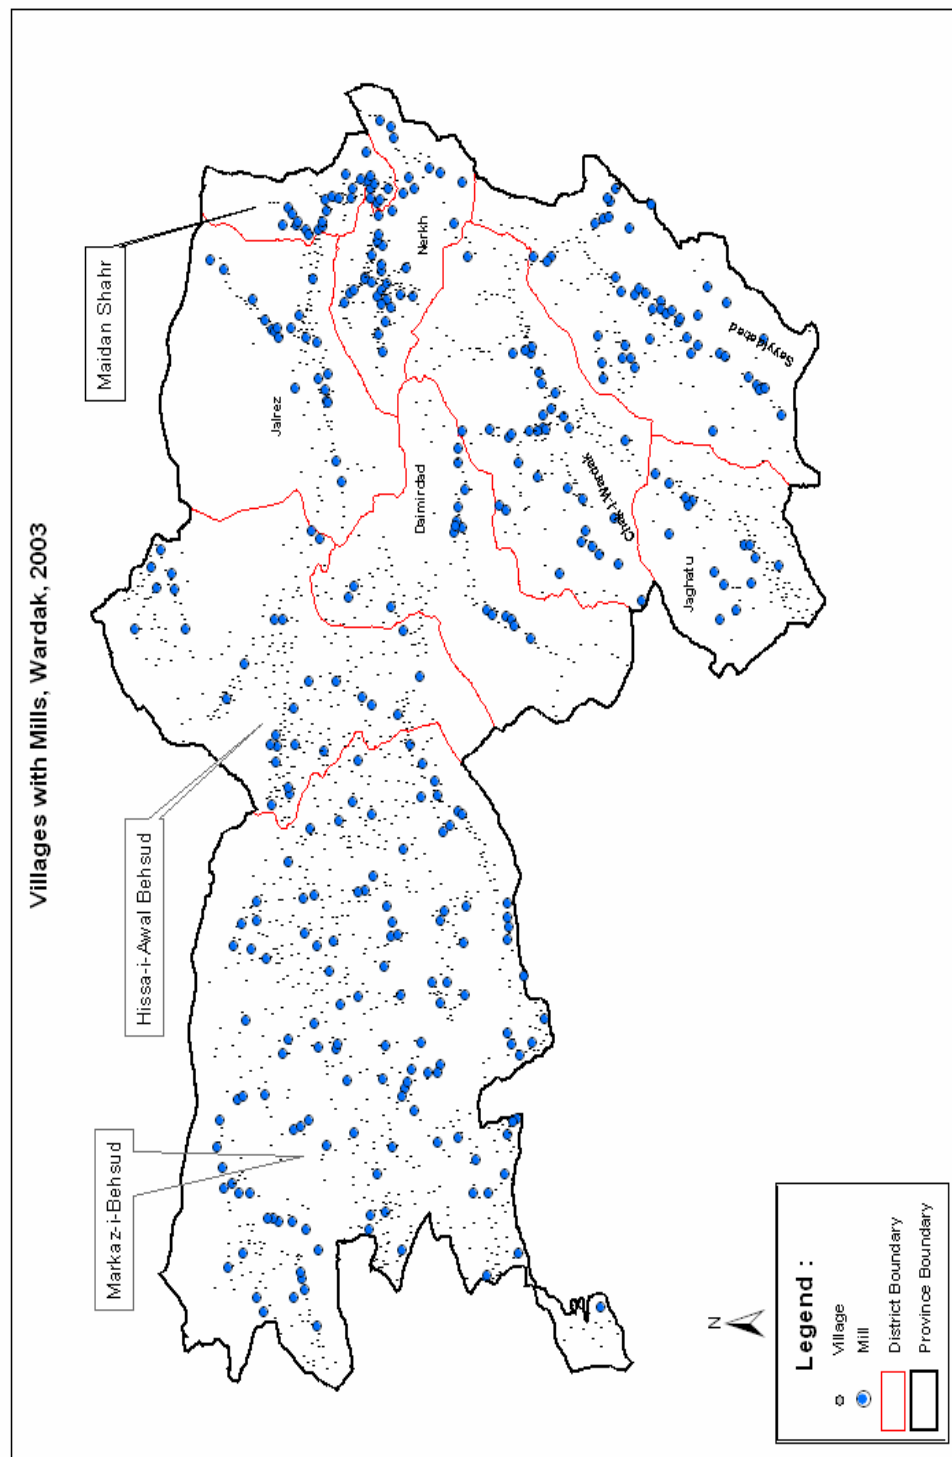 Villages with Mills, Wardak, 2003
Maidan Shahr
Hissa-i-Awal Behsud
Markaz-i-Behsud
Jalrez
Nerkh
Daimirdad
Chak-i-Wardak
Sayyidabad
Jaghatu
N
Legend :
Village
Mill
District Boundary
Province Boundary